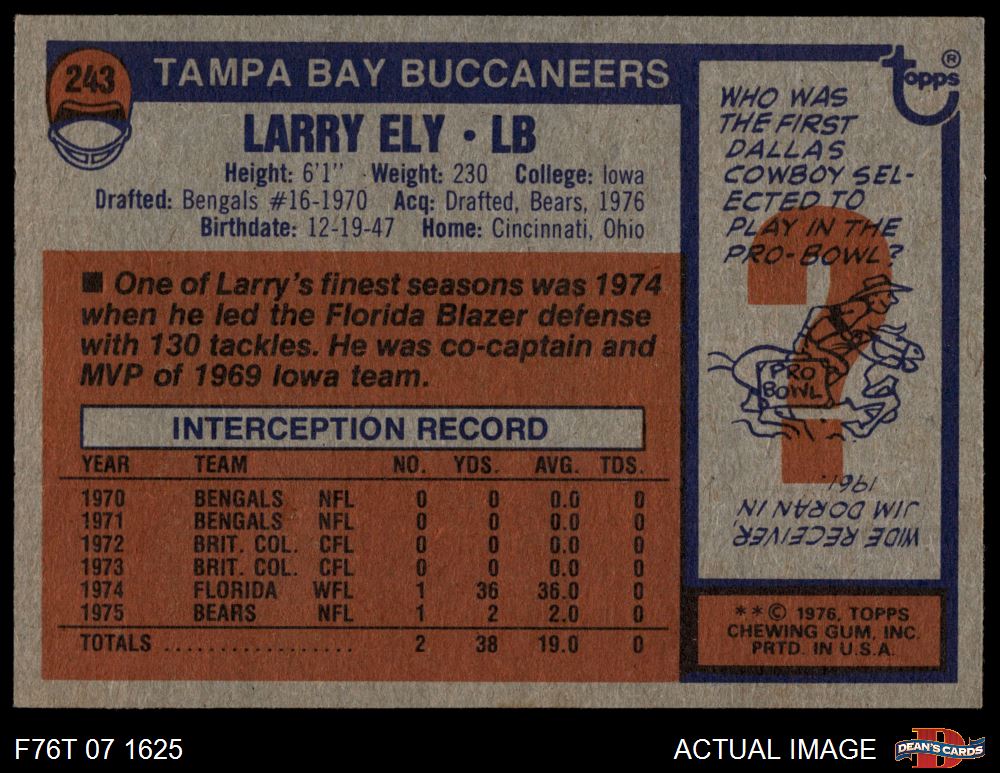 243
TAMPA BAY BUCCANEERS
topps ®
LARRY ELY • LB
Height: 6'1" Weight: 230 College: Iowa
Drafted: Bengals #16-1970 Acq: Drafted, Bears, 1976
Birthdate: 12-19-47 Home: Cincinnati, Ohio
■ One of Larry's finest seasons was 1974
when he led the Florida Blazer defense
with 130 tackles. He was co-captain and
MVP of 1969 Iowa team.
INTERCEPTION RECORD
YEAR TEAM NO. YDS. AVG. TDS.
1970 BENGALS NFL 0 0 0.0 0
1971 BENGALS NFL 0 0 0.0 0
1972 BRIT. COL. CFL 0 0 0.0 0
1973 BRIT. COL. CFL 0 0 0.0 0
1974 FLORIDA WFL 1 36 36.0 0
1975 BEARS NFL 1 2 2.0 0
TOTALS .................. 2 38 19.0 0
WHO WAS
THE FIRST
DALLAS
COWBOY SEL-
ECTED TO
PLAY IN THE
PRO-BOWL?
?
PRO
BOWL
WIDE RECEIVER,
JIM DORAN IN
1961.
**© 1976, TOPPS
CHEWING GUM, INC.
PRTD. IN U.S.A.
F76T 07 1625
ACTUAL IMAGE
D
DEAN'S CARDS